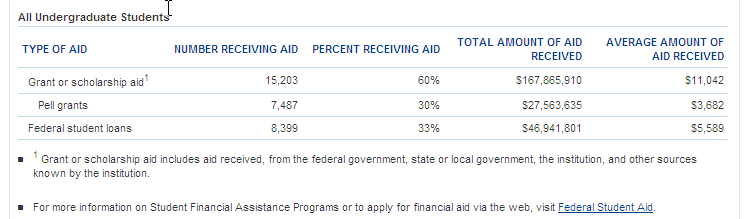 All Undergraduate Students
TYPE OF AID NUMBER RECEIVING AID PERCENT RECEIVING AID TOTAL AMOUNT OF AID RECEIVED AVERAGE AMOUNT OF AID RECEIVED
Grant or scholarship aid1 15,203 60% $167,865,910 $11,042
Pell grants 7,487 30% $27,563,635 $3,682
Federal student loans 8,399 33% $46,941,801 $5,589
1 Grant or scholarship aid includes aid received, from the federal government, state or local government, the institution, and other sources
known by the institution.
For more information on Student Financial Assistance Programs or to apply for financial aid via the web, visit Federal Student Aid.